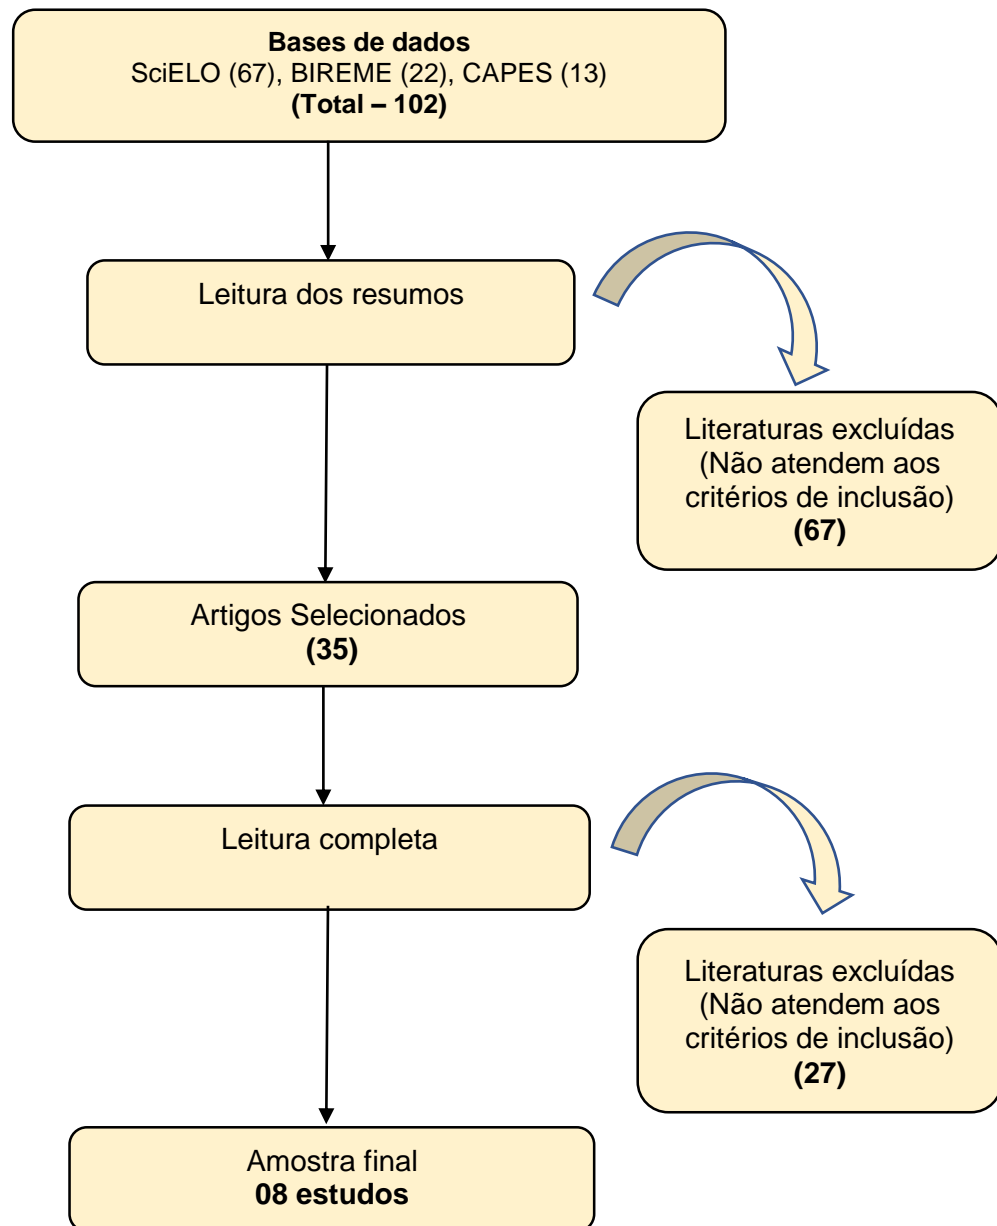 Bases de dados
SciELO (67), BIREME (22), CAPES (13)
(Total – 102)
Leitura dos resumos
Literaturas excluídas
(Não atendem aos
critérios de inclusão)
(67)
Artigos Selecionados
(35)
Leitura completa
Literaturas excluídas
(Não atendem aos
critérios de inclusão)
(27)
Amostra final
08 estudos